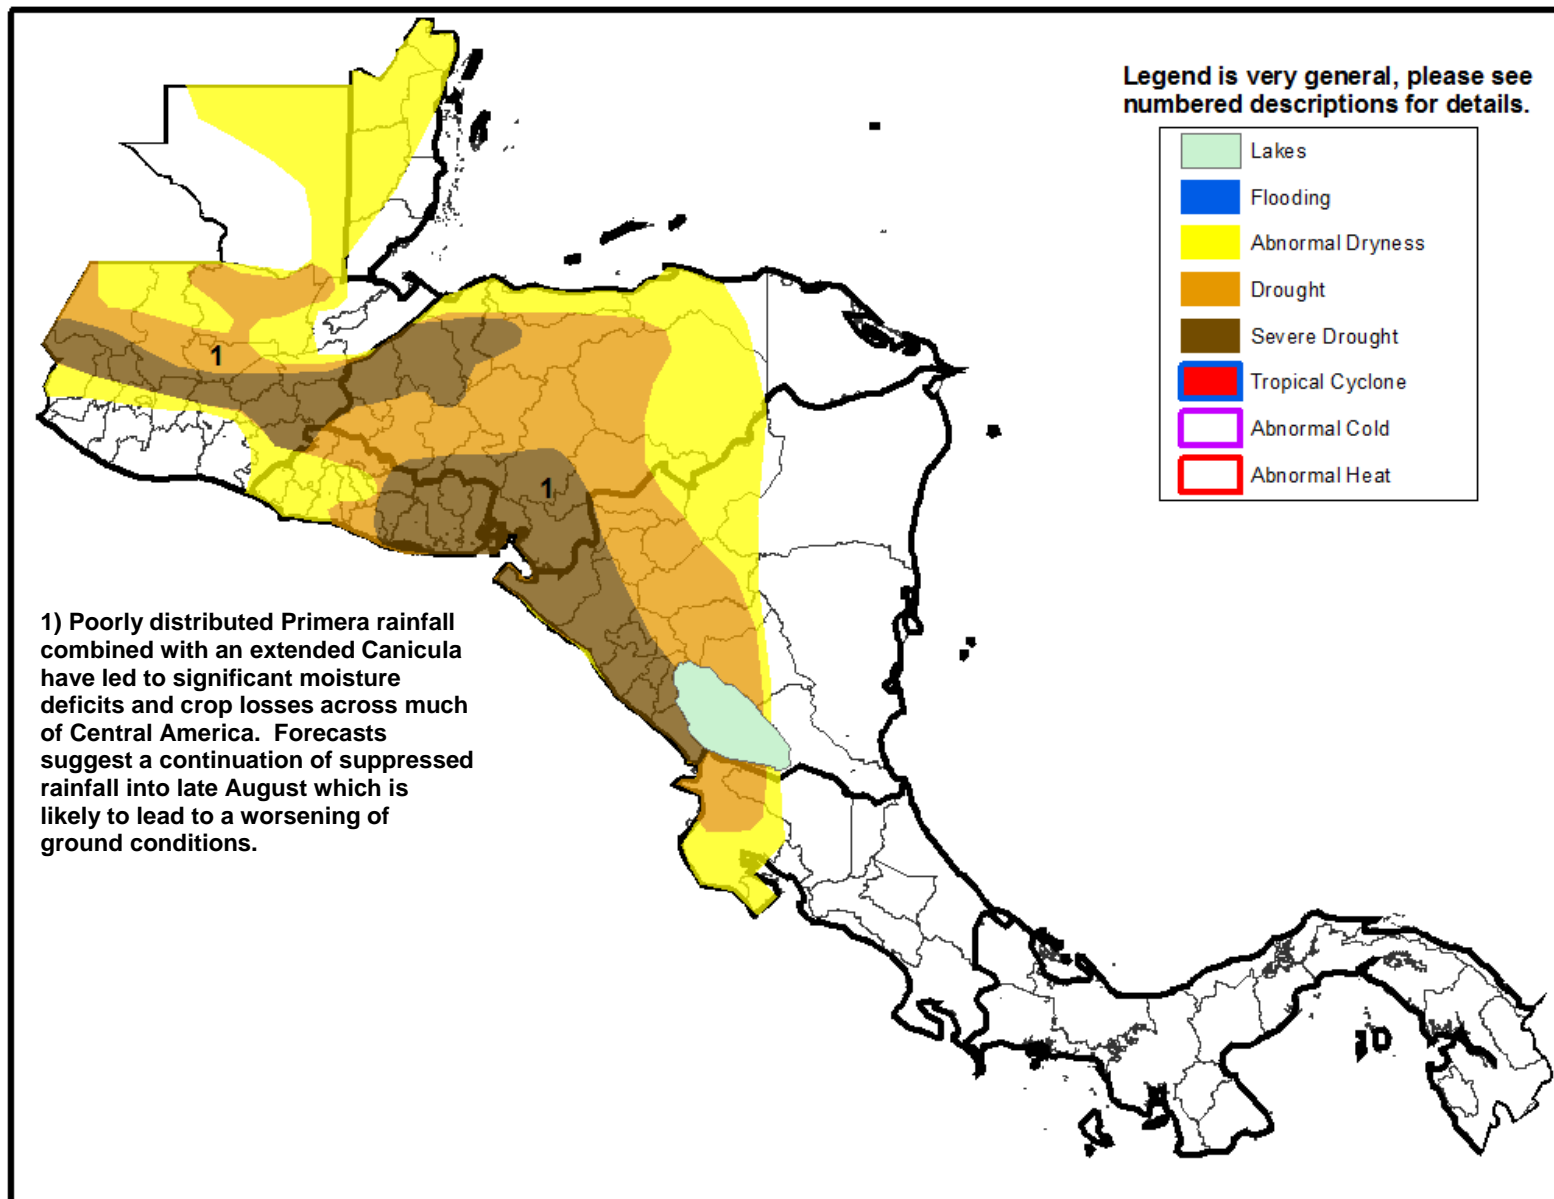 Legend is very general, please see
numbered descriptions for details.
Lakes
Flooding
Abnormal Dryness
Drought
Severe Drought
Tropical Cyclone
Abnormal Cold
Abnormal Heat
1
1
1) Poorly distributed Primera rainfall
combined with an extended Canicula
have led to significant moisture
deficits and crop losses across much
of Central America.  Forecasts
suggest a continuation of suppressed
rainfall into late August which is
likely to lead to a worsening of
ground conditions.